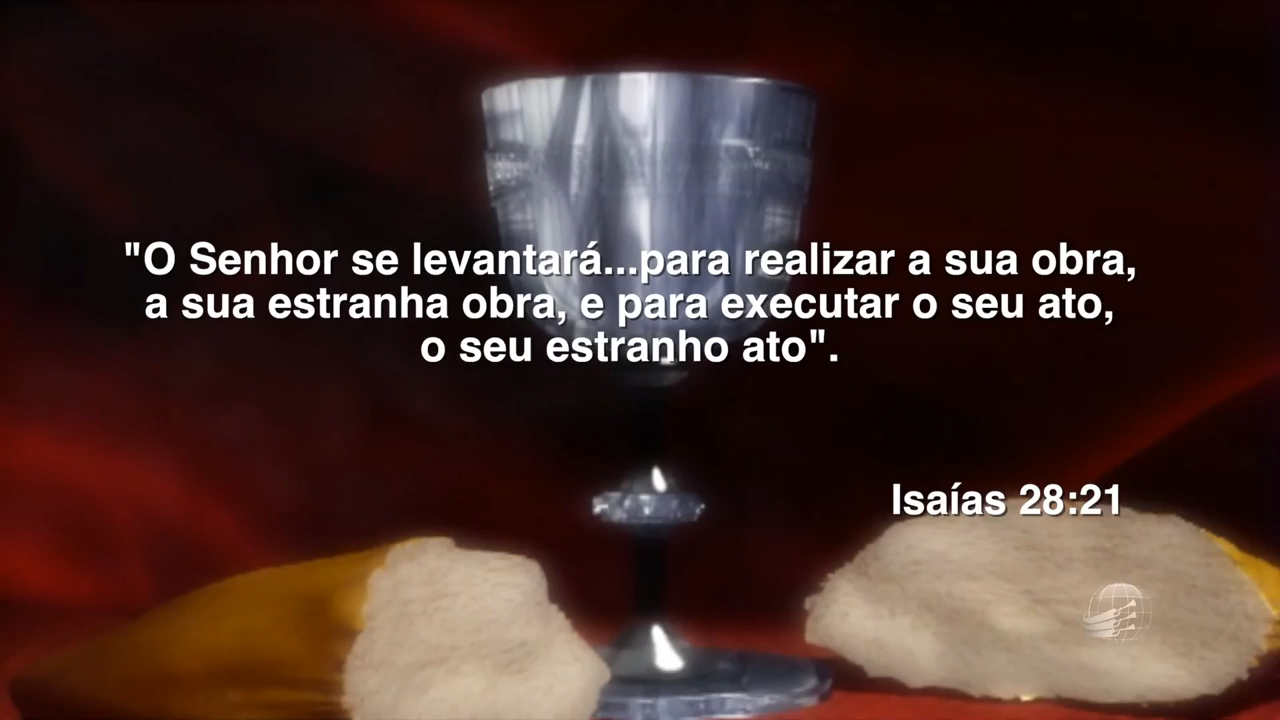 "O Senhor se levantará...para realizar a sua obra,
a sua estranha obra, e para executar o seu ato,
o seu estranho ato".
Isaías 28:21